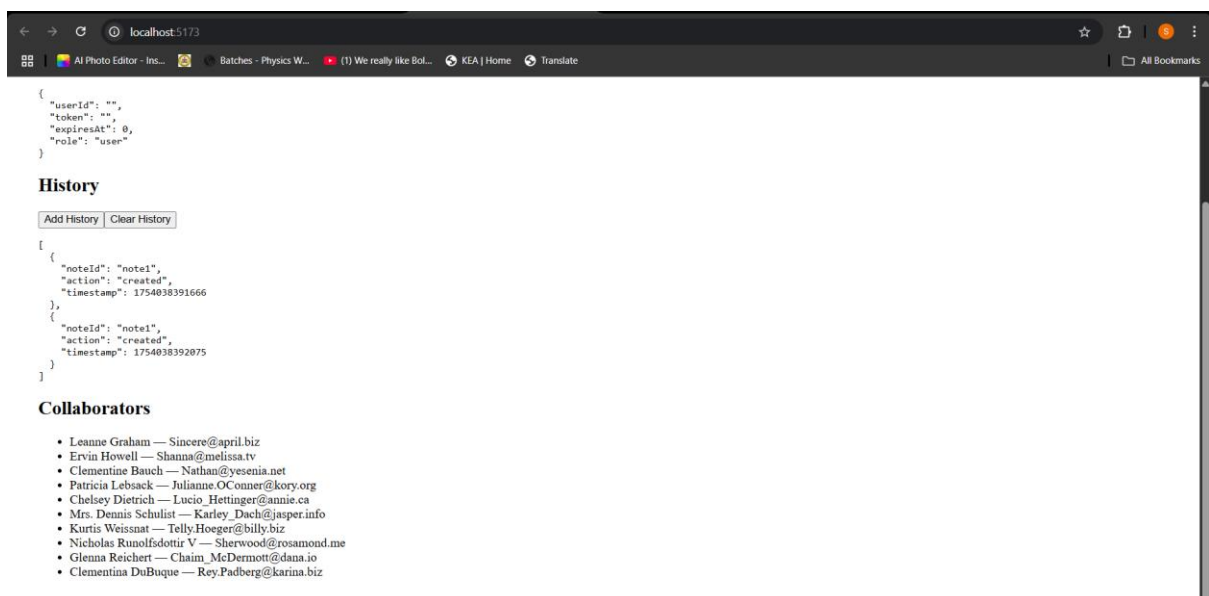 localhost:5173
S
AI Photo Editor - Ins... Batches - Physics W... (1) We really like Bol... KEA | Home Translate All Bookmarks
{
"userId": "",
"token": "",
"expiresAt": 0,
"role": "user"
}
History
Add History Clear History
[
{
"noteId": "note1",
"action": "created",
"timestamp": 1754038391666
},
{
"noteId": "note1",
"action": "created",
"timestamp": 1754038392075
}
]
Collaborators
• Leanne Graham — Sincere@april.biz
• Ervin Howell — Shanna@melissa.tv
• Clementine Bauch — Nathan@yesenia.net
• Patricia Lebsack — Julianne.OConner@kory.org
• Chelsey Dietrich — Lucio_Hettinger@annie.ca
• Mrs. Dennis Schulist — Karley_Dach@jasper.info
• Kurtis Weissnat — Telly.Hoeger@billy.biz
• Nicholas Runolfsdottir V — Sherwood@rosamond.me
• Glenna Reichert — Chaim_McDermott@dana.io
• Clementina DuBuque — Rey.Padberg@karina.biz